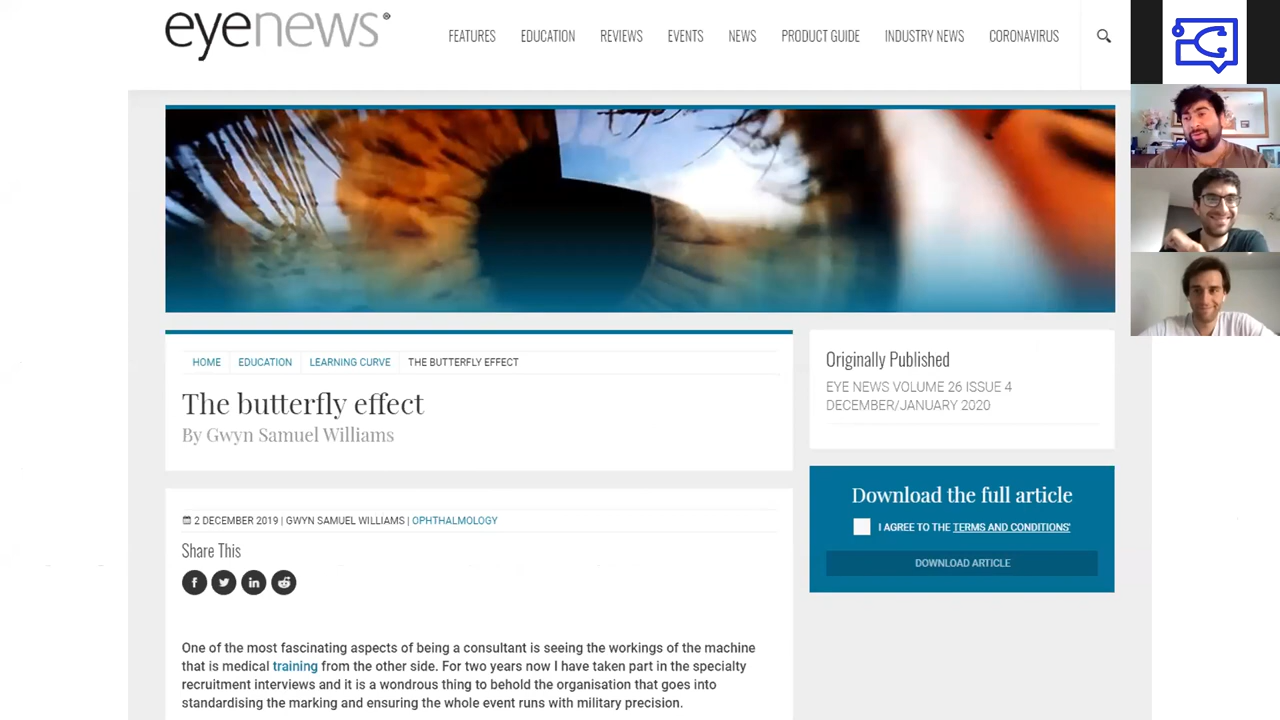 eyenews®
FEATURES EDUCATION REVIEWS EVENTS NEWS PRODUCT GUIDE INDUSTRY NEWS CORONAVIRUS
HOME EDUCATION LEARNING CURVE THE BUTTERFLY EFFECT
The butterfly effect
By Gwyn Samuel Williams
2 DECEMBER 2019 | GWYN SAMUEL WILLIAMS | OPHTHALMOLOGY
Share This
One of the most fascinating aspects of being a consultant is seeing the workings of the machine
that is medical training from the other side. For two years now I have taken part in the specialty
recruitment interviews and it is a wondrous thing to behold the organisation that goes into
standardising the marking and ensuring the whole event runs with military precision.
Originally Published
EYE NEWS VOLUME 26 ISSUE 4
DECEMBER/JANUARY 2020
Download the full article
I AGREE TO THE TERMS AND CONDITIONS'
DOWNLOAD ARTICLE